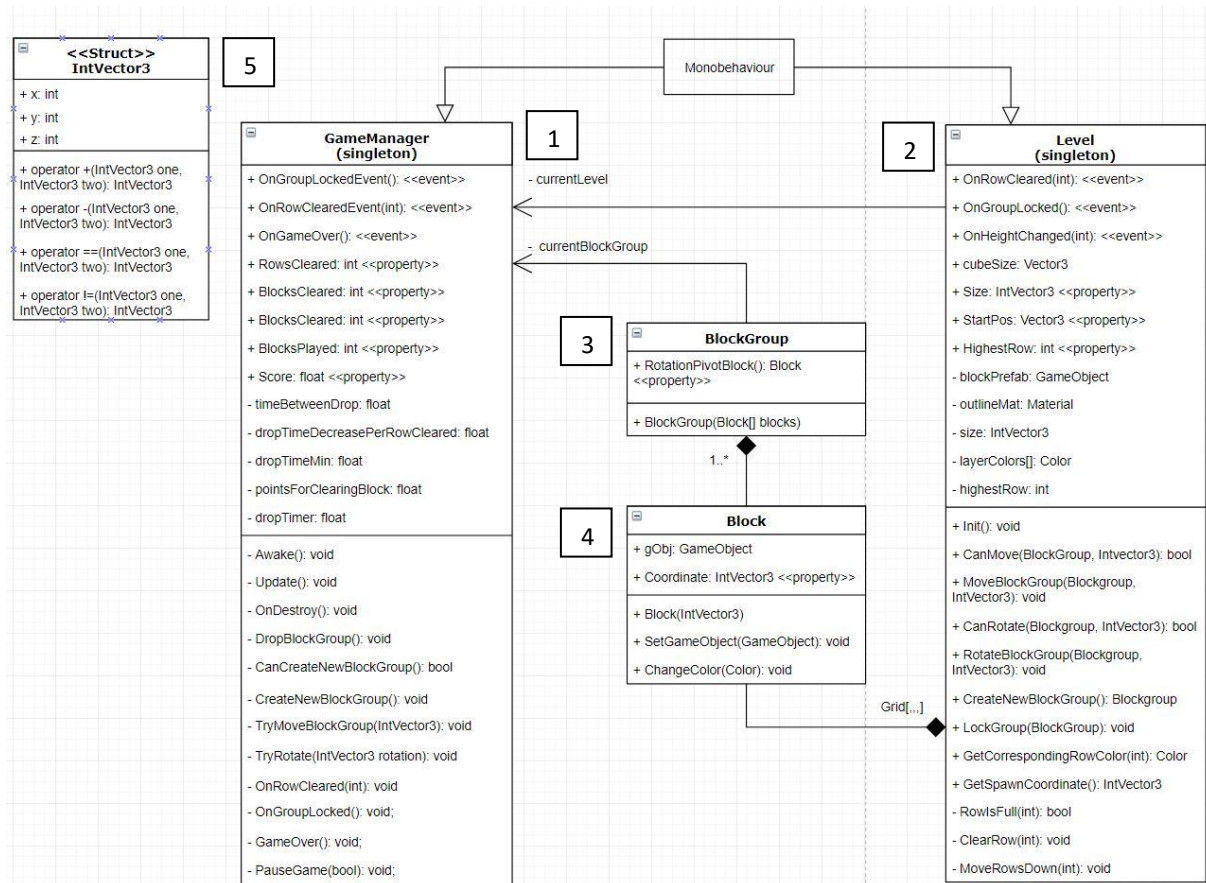 <<Struct>>
IntVector3
+ x: int
+ y: int
+ z: int
+ operator +(IntVector3 one,
IntVector3 two): IntVector3
+ operator -(IntVector3 one,
IntVector3 two): IntVector3
+ operator ==(IntVector3 one,
IntVector3 two): IntVector3
+ operator !=(IntVector3 one,
IntVector3 two): IntVector3
5
Monobehaviour
GameManager
(singleton)
1
+ OnGroupLockedEvent(): <<event>>
+ OnRowClearedEvent(int): <<event>>
+ OnGameOver(): <<event>>
+ RowsCleared: int <<property>>
+ BlocksCleared: int <<property>>
+ BlocksCleared: int <<property>>
+ BlocksPlayed: int <<property>>
+ Score: float <<property>>
- timeBetweenDrop: float
- dropTimeDecreasePerRowCleared: float
- dropTimeMin: float
- pointsForClearingBlock: float
- dropTimer: float
- Awake(): void
- Update(): void
- OnDestroy(): void
- DropBlockGroup(): void
- CanCreateNewBlockGroup(): bool
- CreateNewBlockGroup(): void
- TryMoveBlockGroup(IntVector3): void
- TryRotate(IntVector3 rotation): void
- OnRowCleared(int): void
- OnGroupLocked(): void;
- GameOver(): void;
- PauseGame(bool): void;
- currentLevel
- currentBlockGroup
3
BlockGroup
+ RotationPivotBlock(): Block
<<property>>
+ BlockGroup(Block[] blocks)
1..*
4
Block
+ gObj: GameObject
+ Coordinate: IntVector3 <<property>>
+ Block(IntVector3)
+ SetGameObject(GameObject): void
+ ChangeColor(Color): void
Grid[,,,]
2
Level
(singleton)
+ OnRowCleared(int): <<event>>
+ OnGroupLocked(): <<event>>
+ OnHeightChanged(int): <<event>>
+ cubeSize: Vector3
+ Size: IntVector3 <<property>>
+ StartPos: Vector3 <<property>>
+ HighestRow: int <<property>>
- blockPrefab: GameObject
- outlineMat: Material
- size: IntVector3
- layerColors[]: Color
- highestRow: int
+ Init(): void
+ CanMove(BlockGroup, Intvector3): bool
+ MoveBlockGroup(Blockgroup,
IntVector3): void
+ CanRotate(Blockgroup, IntVector3): bool
+ RotateBlockGroup(Blockgroup,
IntVector3): void
+ CreateNewBlockGroup(): Blockgroup
+ LockGroup(BlockGroup): void
+ GetCorrespondingRowColor(int): Color
+ GetSpawnCoordinate(): IntVector3
- RowIsFull(int): bool
- ClearRow(int): void
- MoveRowsDown(int): void